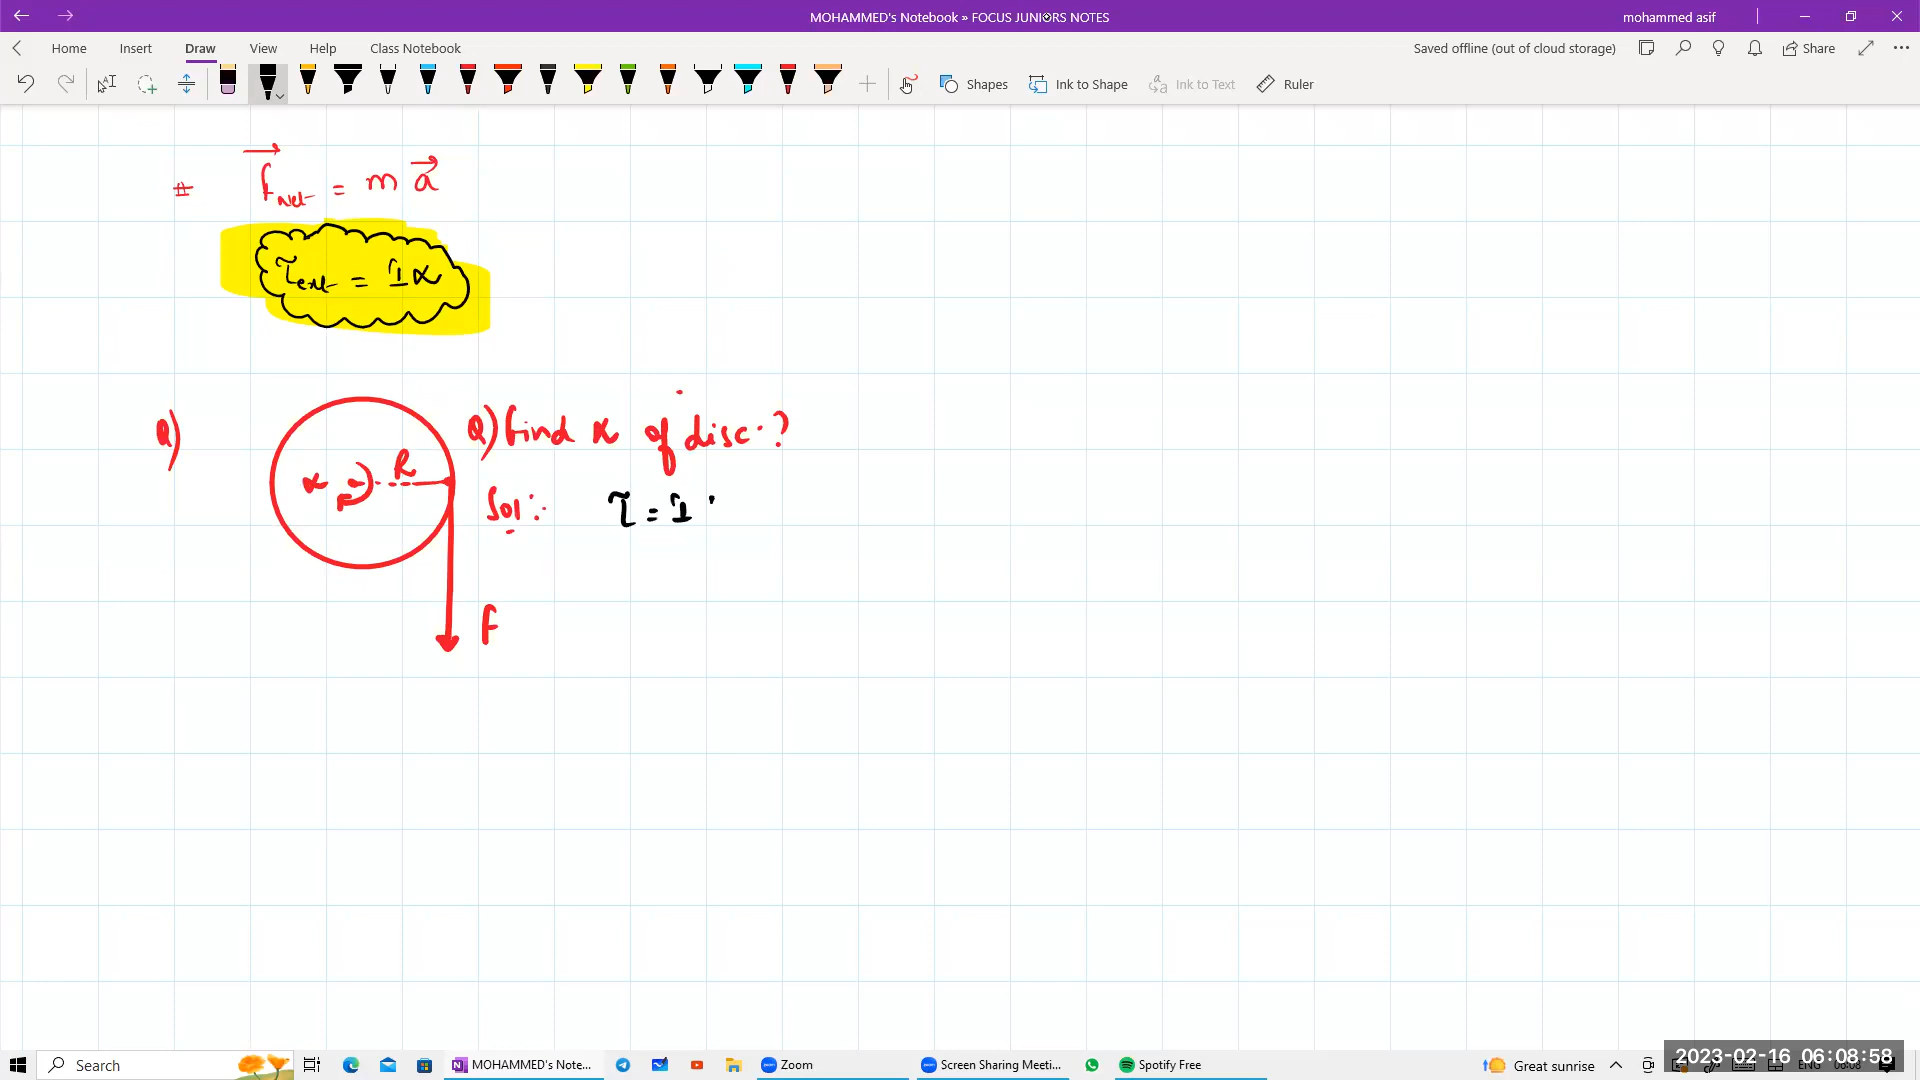 MOHAMMED's Notebook » FOCUS JUNIORS NOTES
mohammed asif
Home Insert Draw View Help Class Notebook
Saved offline (out of cloud storage)
Share
Shapes
Ink to Shape
Ink to Text
Ruler
# F⃗net = m a⃗
τext = Iα
Q)
Q) Find α of disc.?
α R
Sol:
τ = I
F
Search
MOHAMMED's Note...
Zoom
Screen Sharing Meeti...
Spotify Free
Great sunrise
ENG
2023-02-16 06:08:58